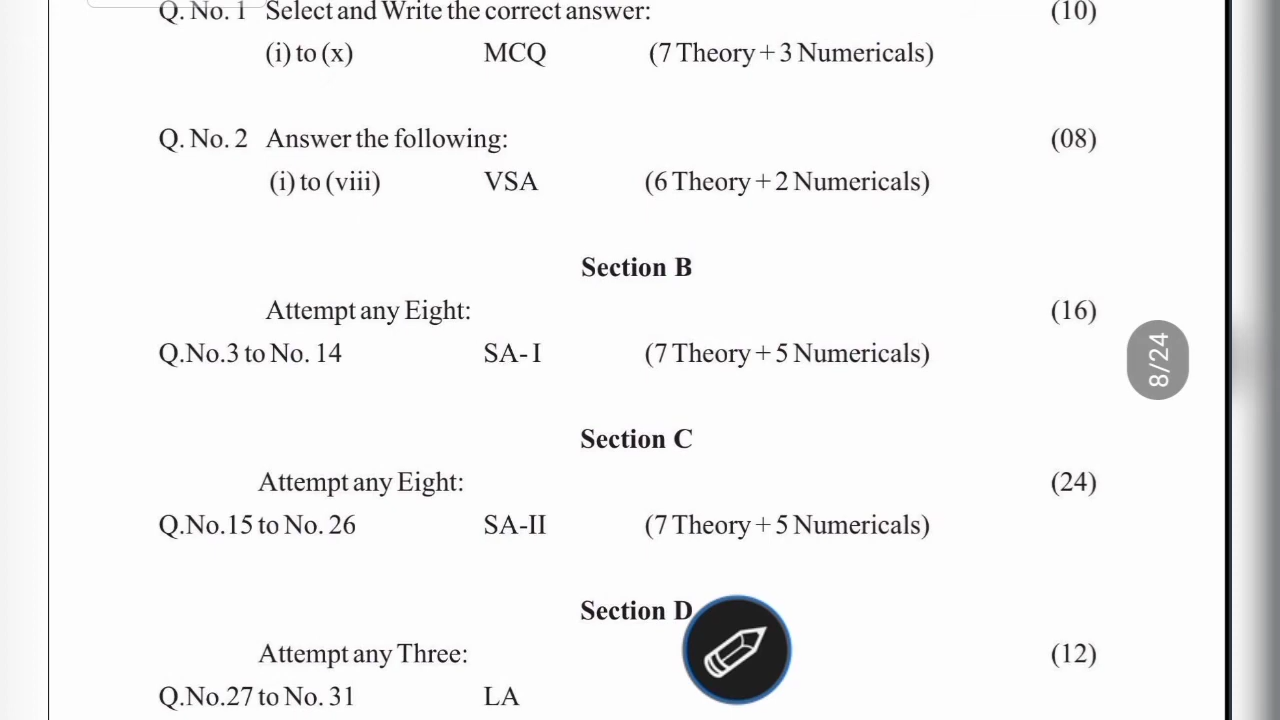 Q. No. 1 Select and Write the correct answer: (10)
(i) to (x) MCQ (7 Theory + 3 Numericals)
Q. No. 2 Answer the following: (08)
(i) to (viii) VSA (6 Theory + 2 Numericals)
Section B
Attempt any Eight: (16)
Q.No.3 to No. 14 SA- I (7 Theory + 5 Numericals)
8/24
Section C
Attempt any Eight: (24)
Q.No.15 to No. 26 SA-II (7 Theory + 5 Numericals)
Section D
Attempt any Three: (12)
Q.No.27 to No. 31 LA